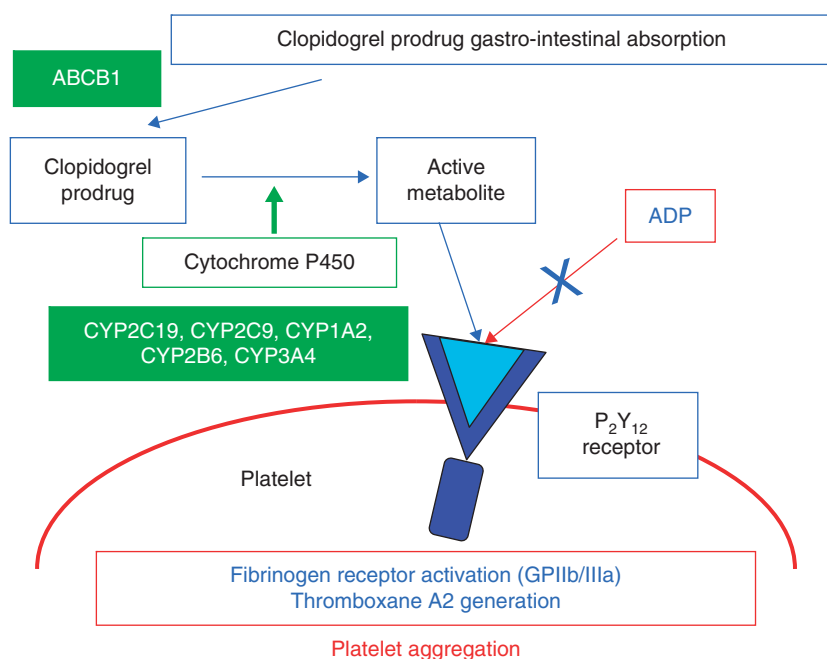 Clopidogrel prodrug gastro-intestinal absorption
ABCB1
Clopidogrel
prodrug
Active
metabolite
ADP
Cytochrome P450
CYP2C19, CYP2C9, CYP1A2,
CYP2B6, CYP3A4
P₂Y₁₂
receptor
Platelet
Fibrinogen receptor activation (GPIIb/IIIa)
Thromboxane A2 generation
Platelet aggregation